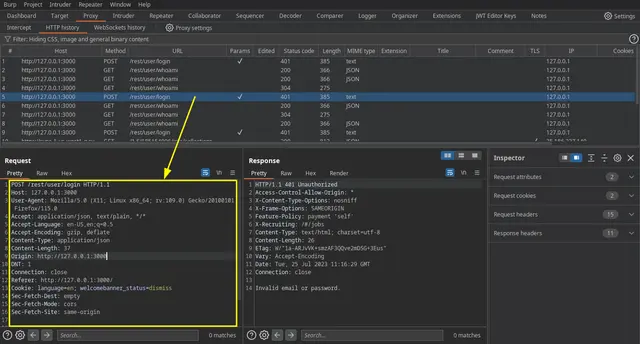 Burp Project Intruder Repeater Window Help
Dashboard Target Proxy Intruder Repeater Collaborator Sequencer Decoder Comparer Logger Organizer Extensions JWT Editor Keys Notes
Intercept HTTP history WebSockets history Proxy settings
Filter: Hiding CSS, image and general binary content
# Host Method URL Params Edited Status code Length MIME type Extension Title Comment TLS IP Cookies
1 http://127.0.0.1:3000 POST /rest/user/login ✓ 401 385 text 127.0.0.1
2 http://127.0.0.1:3000 GET /rest/user/whoami 200 366 JSON 127.0.0.1
3 http://127.0.0.1:3000 GET /rest/user/whoami 200 366 JSON 127.0.0.1
4 http://127.0.0.1:3000 GET /rest/user/whoami 304 275 127.0.0.1
5 http://127.0.0.1:3000 POST /rest/user/login ✓ 401 385 text 127.0.0.1
6 http://127.0.0.1:3000 GET /rest/user/whoami 200 366 JSON 127.0.0.1
7 http://127.0.0.1:3000 GET /rest/user/whoami 304 275 127.0.0.1
8 http://127.0.0.1:3000 GET /rest/user/whoami 200 366 JSON 127.0.0.1
9 http://127.0.0.1:3000 POST /rest/user/login ✓ 401 385 text 127.0.0.1
Request
Pretty Raw Hex
1 POST /rest/user/login HTTP/1.1
2 Host: 127.0.0.1:3000
3 User-Agent: Mozilla/5.0 (X11; Linux x86_64; rv:109.0) Gecko/20100101
Firefox/115.0
4 Accept: application/json, text/plain, */*
5 Accept-Language: en-US,en;q=0.5
6 Accept-Encoding: gzip, deflate
7 Content-Type: application/json
8 Content-Length: 37
9 Origin: http://127.0.0.1:3000
10 DNT: 1
11 Connection: close
12 Referer: http://127.0.0.1:3000/
13 Cookie: language=en; welcomebanner_status=dismiss
14 Sec-Fetch-Dest: empty
15 Sec-Fetch-Mode: cors
16 Sec-Fetch-Site: same-origin
Search... 0 matches
Response
Pretty Raw Hex Render
1 HTTP/1.1 401 Unauthorized
2 Access-Control-Allow-Origin: *
3 X-Content-Type-Options: nosniff
4 X-Frame-Options: SAMEORIGIN
5 Feature-Policy: payment 'self'
6 X-Recruiting: /#/jobs
7 Content-Type: text/html; charset=utf-8
8 Content-Length: 26
10 Vary: Accept-Encoding
11 Date: Tue, 25 Jul 2023 11:16:29 GMT
12 Connection: close
13
14 Invalid email or password.
Search... 0 matches
Inspector
Request attributes 2
Request cookies 2
Request headers 15
Response headers 11